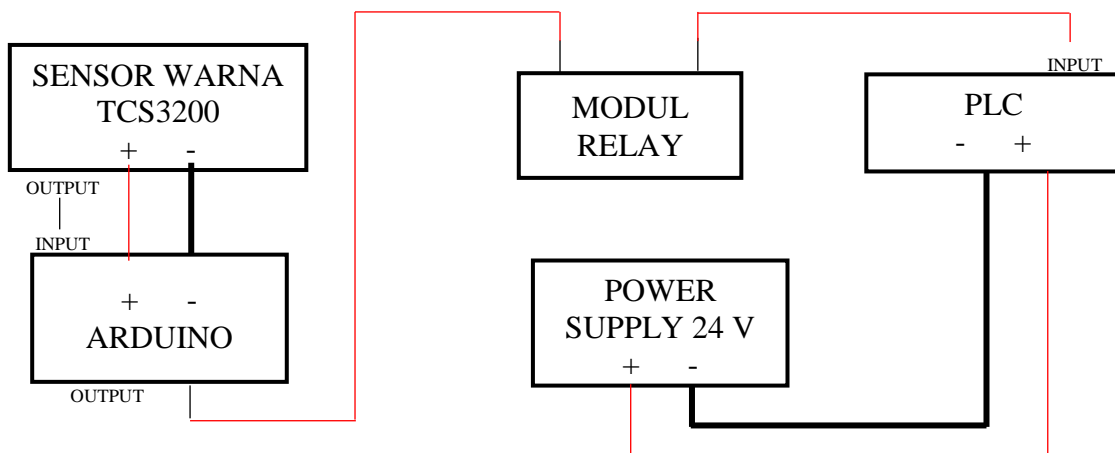 SENSOR WARNA
TCS3200
+ -
OUTPUT
INPUT
+ -
ARDUINO
OUTPUT
MODUL
RELAY
INPUT
PLC
- +
POWER
SUPPLY 24 V
+ -